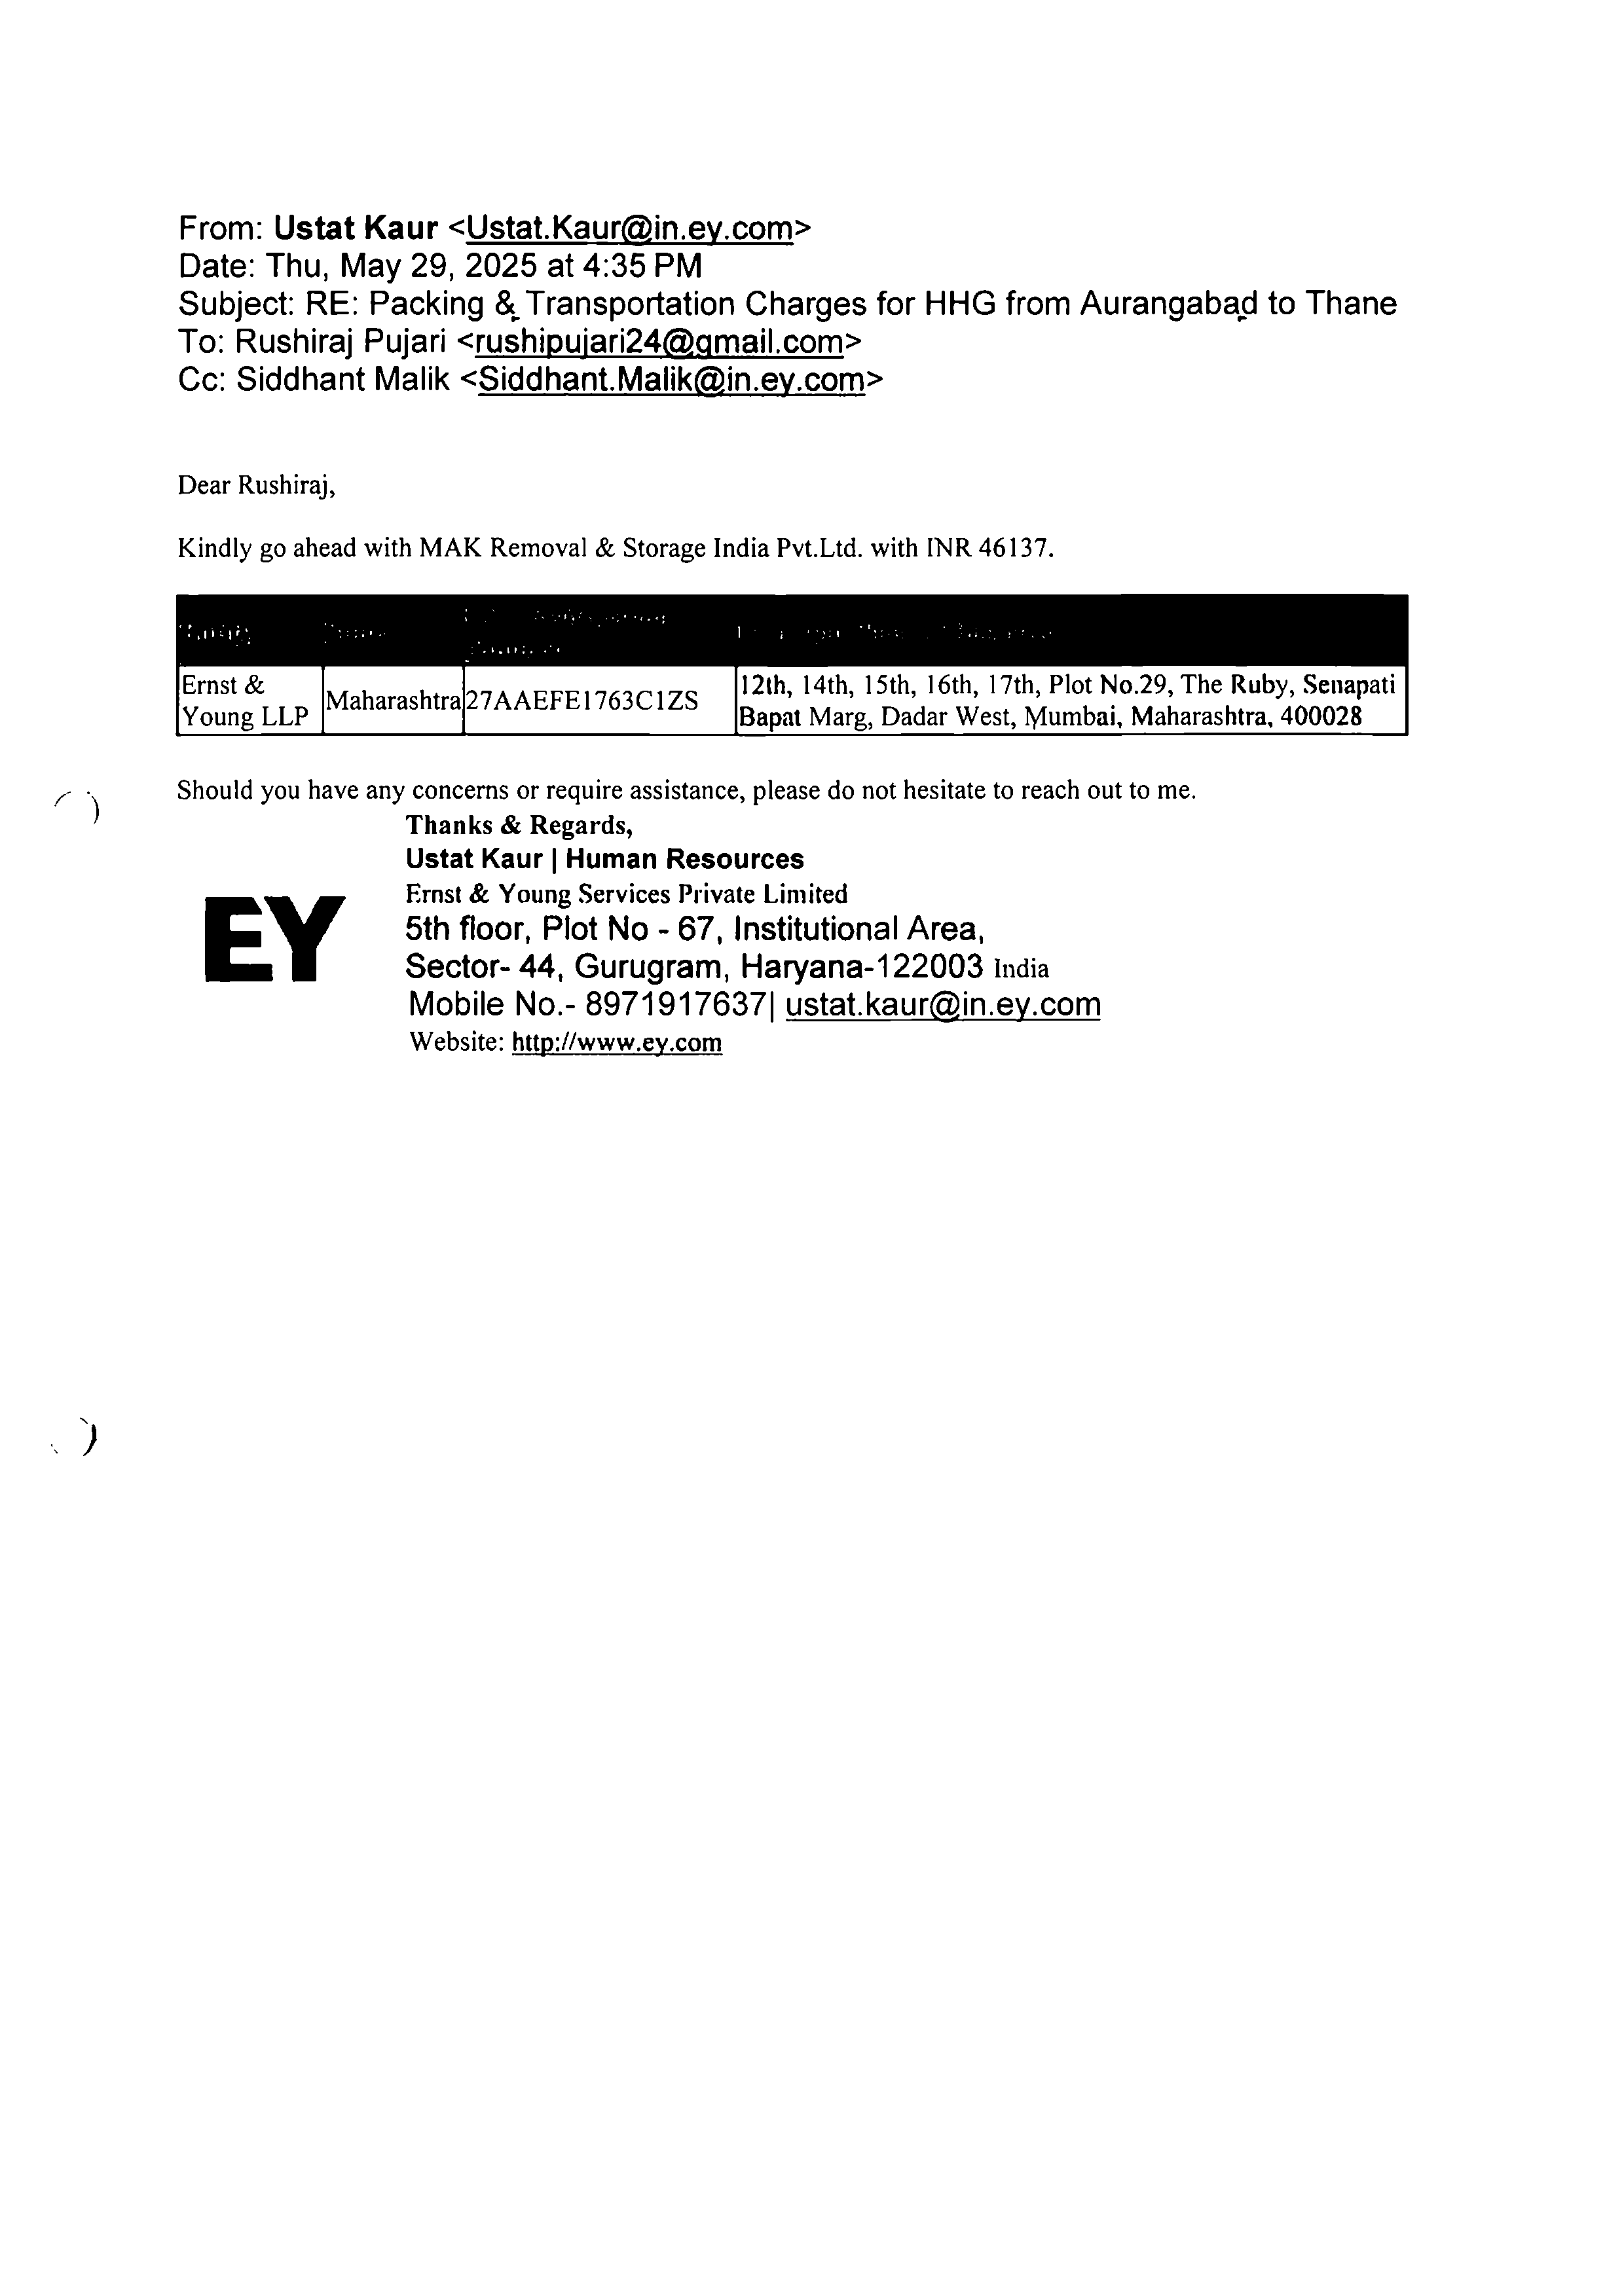 From: Ustat Kaur <Ustat.Kaur@in.ey.com>
Date: Thu, May 29, 2025 at 4:35 PM
Subject: RE: Packing & Transportation Charges for HHG from Aurangabad to Thane
To: Rushiraj Pujari <rushipujari24@gmail.com>
Cc: Siddhant Malik <Siddhant.Malik@in.ey.com>
Dear Rushiraj,
Kindly go ahead with MAK Removal & Storage India Pvt.Ltd. with INR 46137.
Ernst &
Young LLP
Maharashtra
27AAEFE1763C1ZS
12th, 14th, 15th, 16th, 17th, Plot No.29, The Ruby, Senapati
Bapat Marg, Dadar West, Mumbai, Maharashtra, 400028
Should you have any concerns or require assistance, please do not hesitate to reach out to me.
Thanks & Regards,
Ustat Kaur | Human Resources
Ernst & Young Services Private Limited
EY
5th floor, Plot No - 67, Institutional Area,
Sector- 44, Gurugram, Haryana-122003 India
Mobile No.- 8971917637| ustat.kaur@in.ey.com
Website: http://www.ey.com